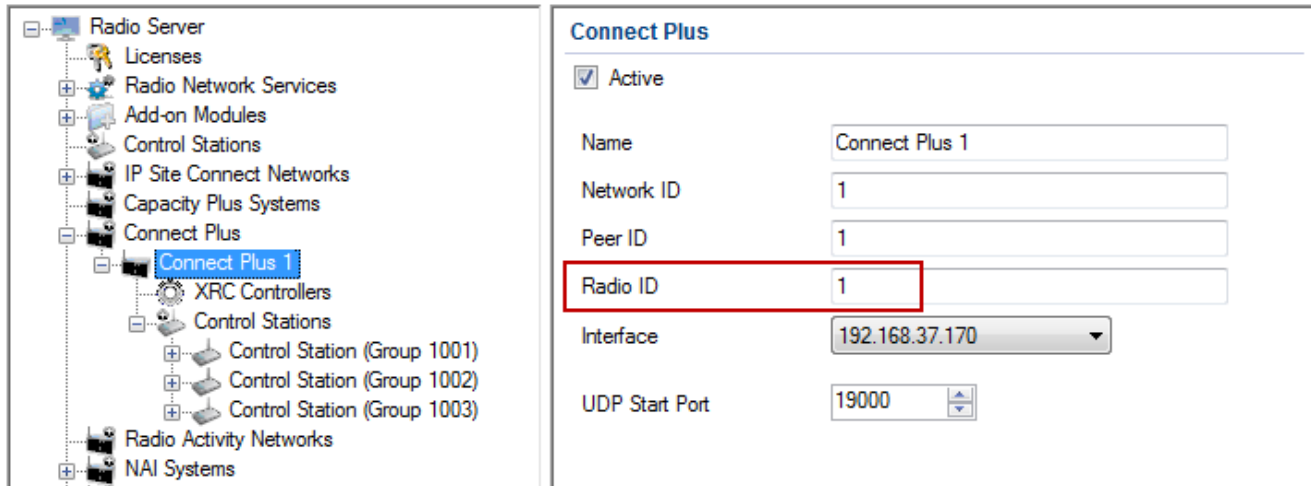 Radio Server
Licenses
Radio Network Services
Add-on Modules
Control Stations
IP Site Connect Networks
Capacity Plus Systems
Connect Plus
Connect Plus 1
XRC Controllers
Control Stations
Control Station (Group 1001)
Control Station (Group 1002)
Control Station (Group 1003)
Radio Activity Networks
NAI Systems
Connect Plus
Active
Name Connect Plus 1
Network ID 1
Peer ID 1
Radio ID 1
Interface 192.168.37.170
UDP Start Port 19000